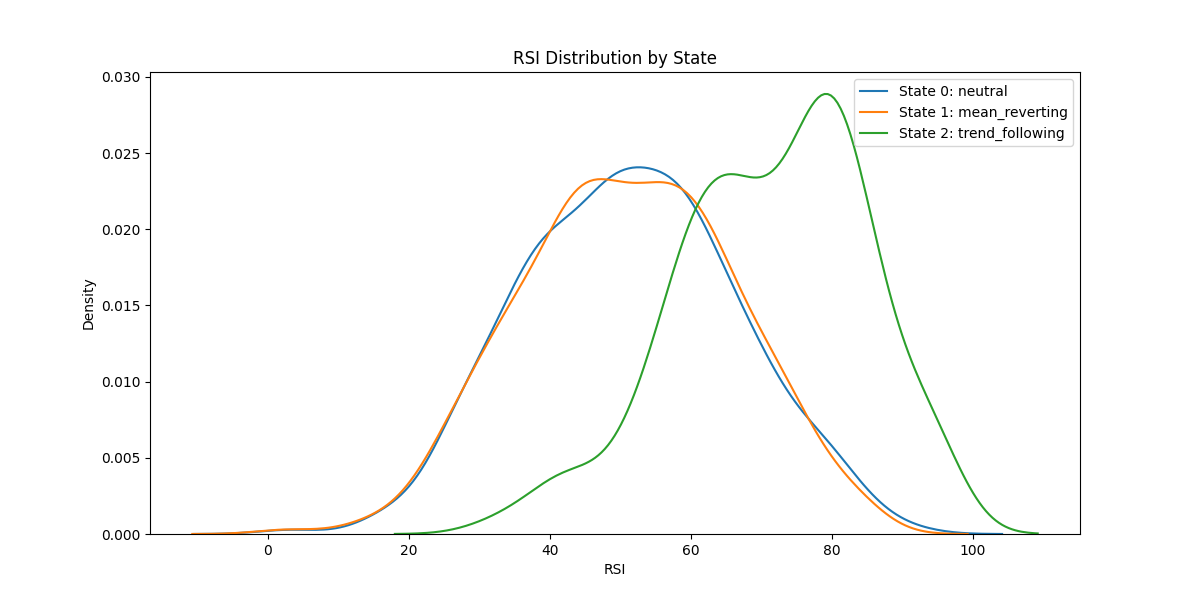 RSI Distribution by State
0.030
0.025
0.020
0.015
0.010
0.005
0.000
Density
State 0: neutral
State 1: mean_reverting
State 2: trend_following
0
20
40
60
80
100
RSI